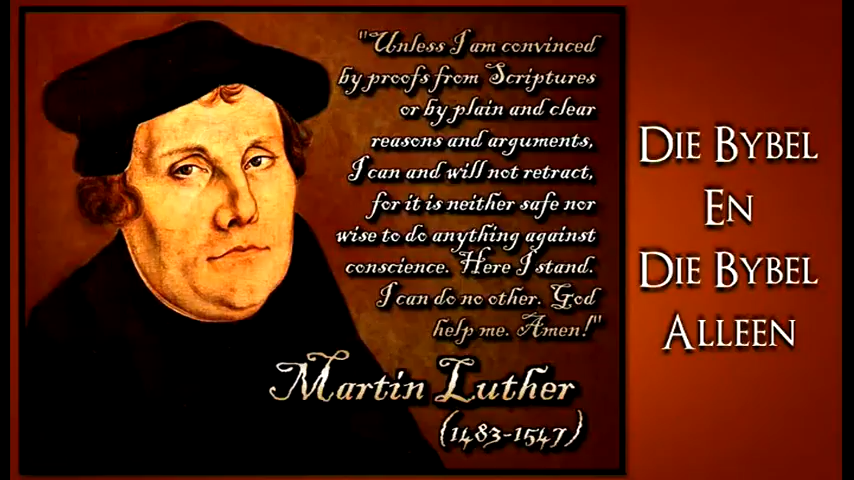 "Unless I am convinced
by proofs from Scriptures
or by plain and clear
reasons and arguments,
I can and will not retract,
for it is neither safe nor
wise to do anything against
conscience. Here I stand.
I can do no other. God
help me. Amen!"
Martin Luther
(1483-1547)
Die Bybel
En
Die Bybel
Alleen